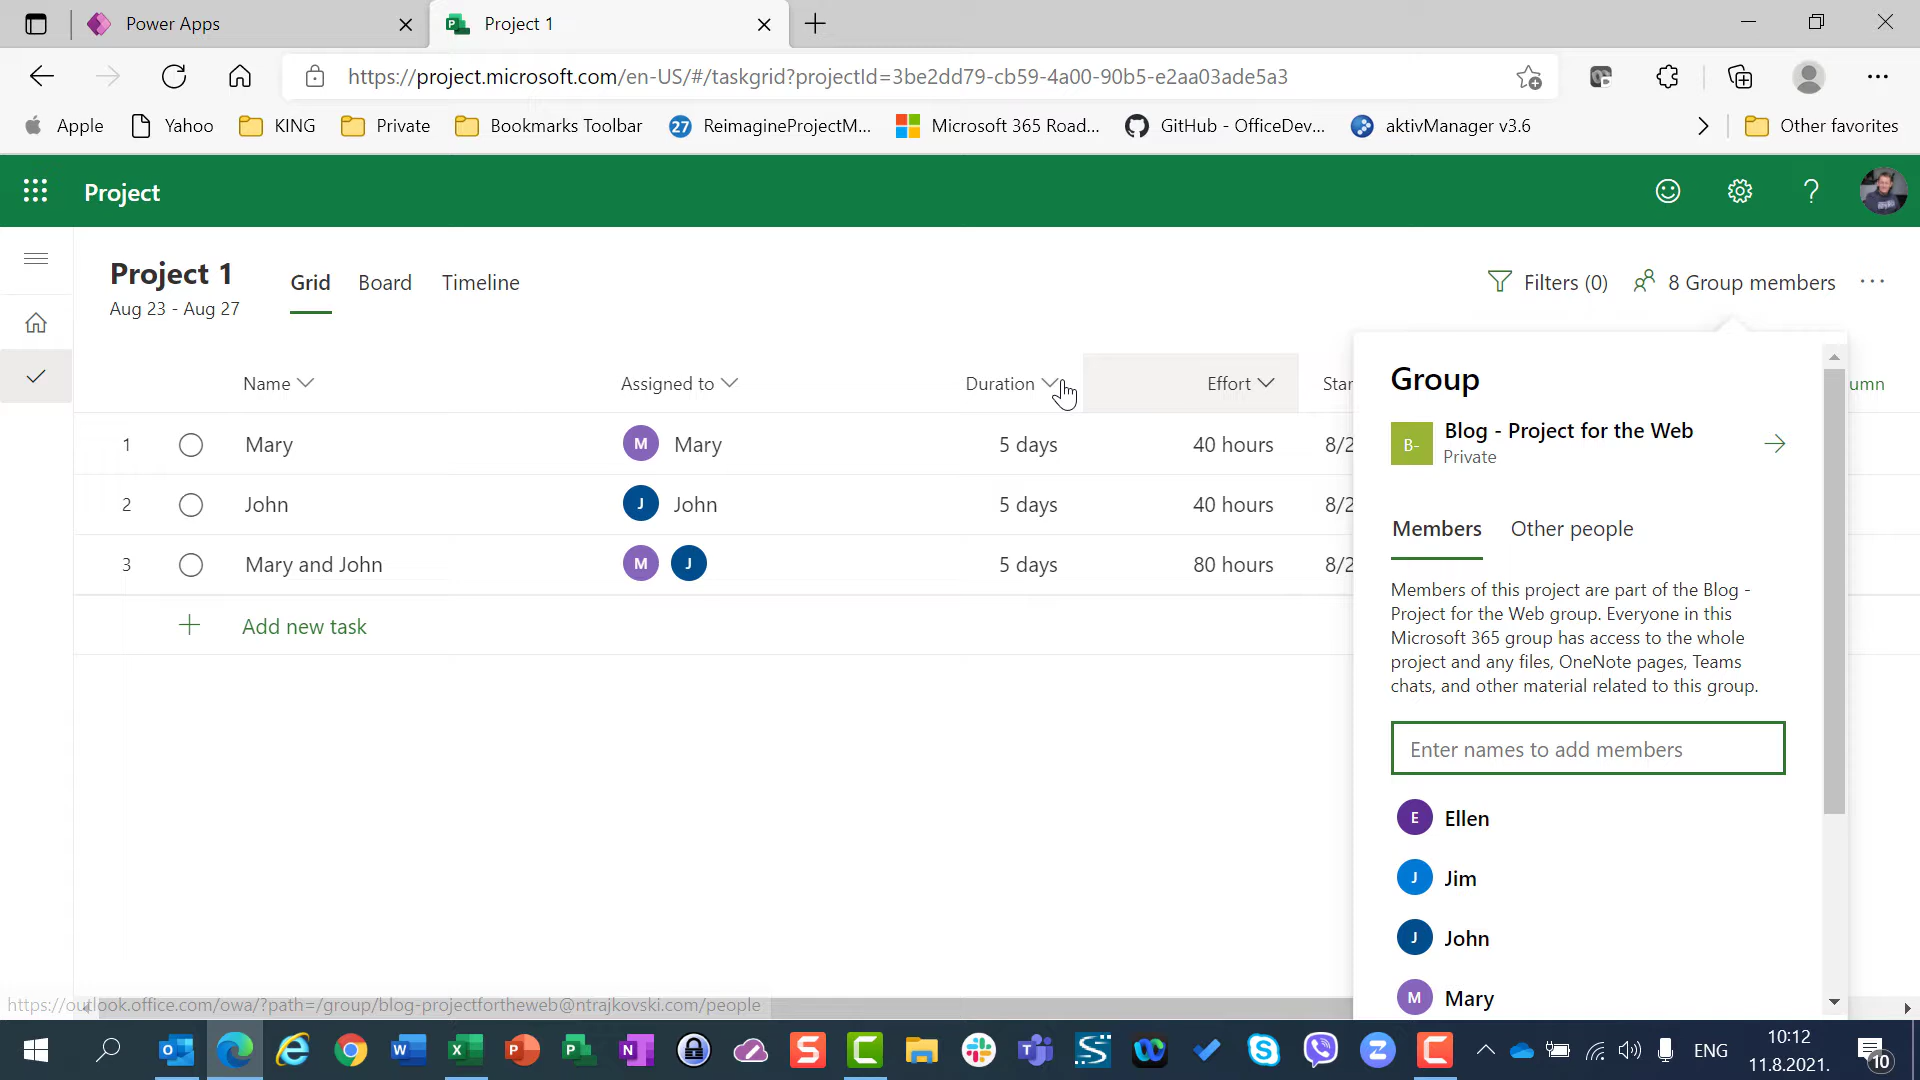 Power Apps
Project 1
https://project.microsoft.com/en-US/#/taskgrid?projectId=3be2dd79-cb59-4a00-90b5-e2aa03ade5a3
Apple
Yahoo
KING
Private
Bookmarks Toolbar
27
ReimagineProjectM...
Microsoft 365 Road...
GitHub - OfficeDev...
aktivManager v3.6
Other favorites
Project
Project 1
Aug 23 - Aug 27
Grid
Board
Timeline
Filters (0)
8 Group members
Name
Assigned to
Duration
Effort
Star
umn
1
Mary
M
Mary
5 days
40 hours
8/2
2
John
J
John
5 days
40 hours
8/2
3
Mary and John
M
J
5 days
80 hours
8/2
Add new task
Group
B-
Blog - Project for the Web
Private
Members
Other people
Members of this project are part of the Blog -
Project for the Web group. Everyone in this
Microsoft 365 group has access to the whole
project and any files, OneNote pages, Teams
chats, and other material related to this group.
Enter names to add members
E
Ellen
J
Jim
J
John
M
Mary
https://outlook.office.com/owa/?path=/group/blog-projectfortheweb@ntrajkovski.com/people
ENG
10:12
11.8.2021.
10